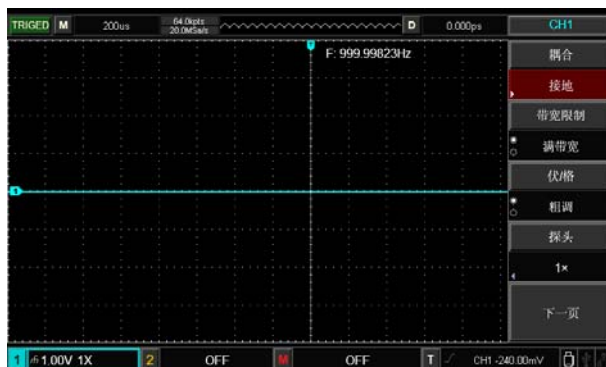 TRIGED M 200us 64.0kpts 20.0MSa/s D 0.000ps CH1
T
F: 999.99823Hz
耦合
接地
带宽限制
满带宽
伏/格
粗调
探头
1×
下一页
1
1 1.00V 1X 2 OFF M OFF T CH1 -240.00mV